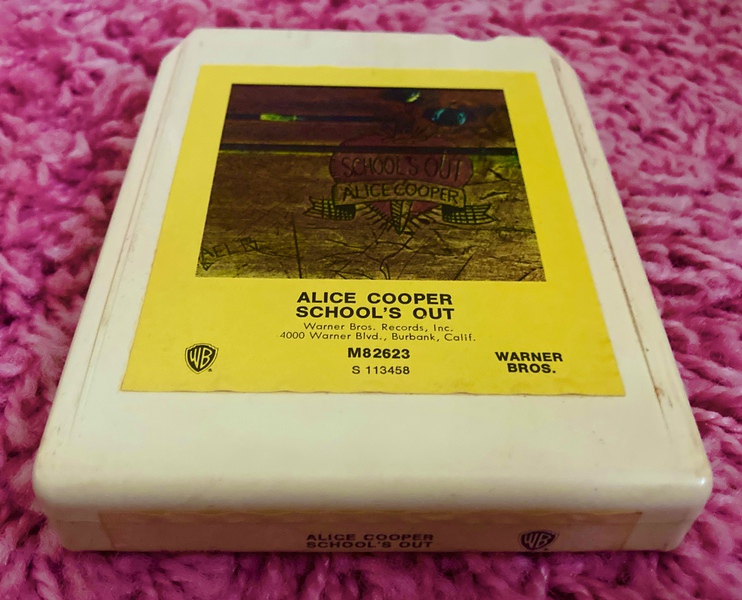 SCHOOL'S OUT
ALICE COOPER
ALICE COOPER
SCHOOL'S OUT
Warner Bros. Records, Inc.
4000 Warner Blvd., Burbank, Calif.
M82623
S 113458
WB
WARNER
BROS.
ALICE COOPER
SCHOOL'S OUT
WB